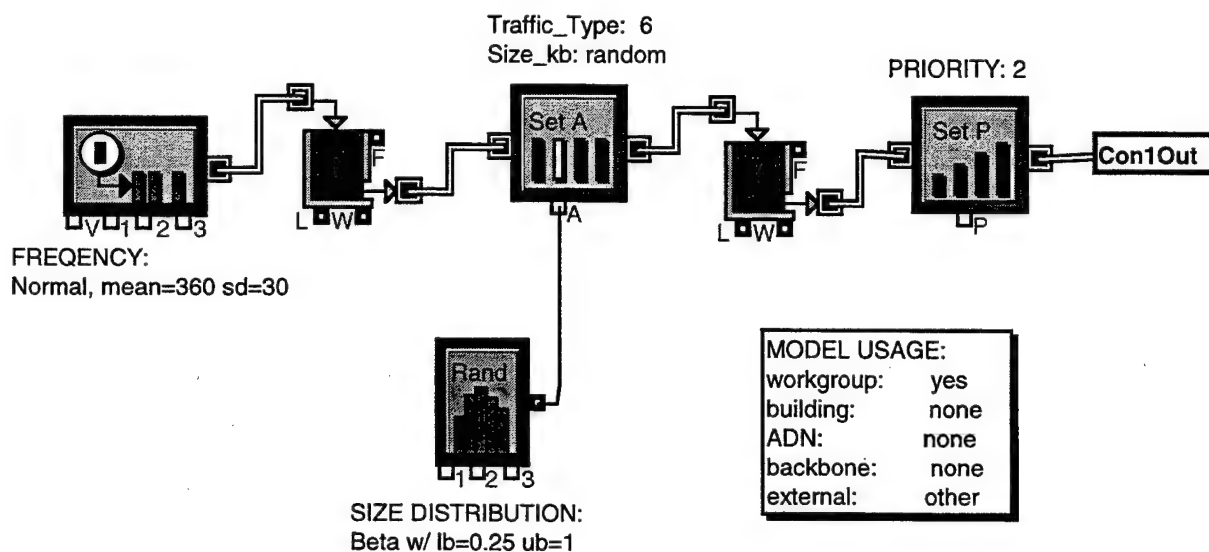 Traffic_Type: 6
Size_kb: random
PRIORITY: 2
Set A
Set P
F
F
Con1Out
V 1 2 3
L W
A
L W
P
FREQENCY:
Normal, mean=360 sd=30
Rand
1 2 3
SIZE DISTRIBUTION:
Beta w/ lb=0.25 ub=1
MODEL USAGE:
workgroup: yes
building: none
ADN: none
backbone: none
external: other